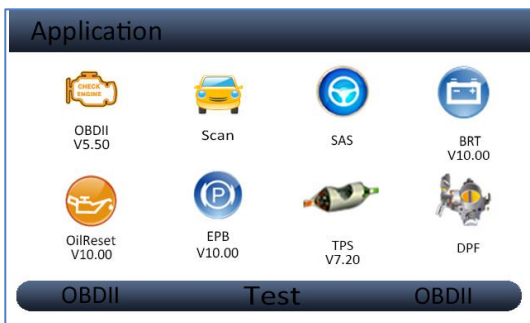 Application
CHECK
ENGINE
OBDII
V5.50
Scan
SAS
BRT
V10.00
P
OilReset
V10.00
EPB
V10.00
TPS
V7.20
DPF
OBDII Test OBDII